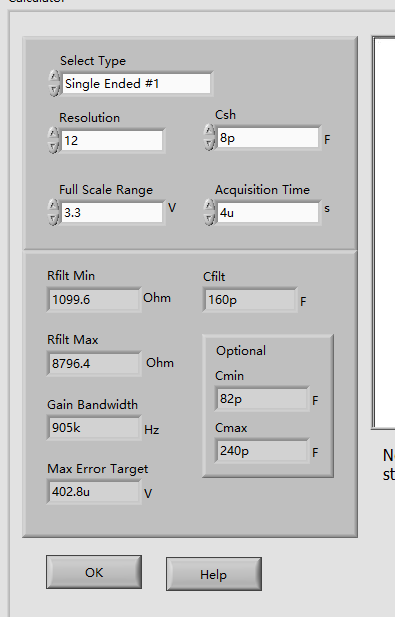 Calculator
Select Type
Single Ended #1
Resolution
12
Csh
8p F
Full Scale Range
3.3 V
Acquisition Time
4u s
Rfilt Min
1099.6 Ohm
Cfilt
160p F
Rfilt Max
8796.4 Ohm
Optional
Cmin
82p F
Gain Bandwidth
905k Hz
Cmax
240p F
Max Error Target
402.8u V
OK
Help